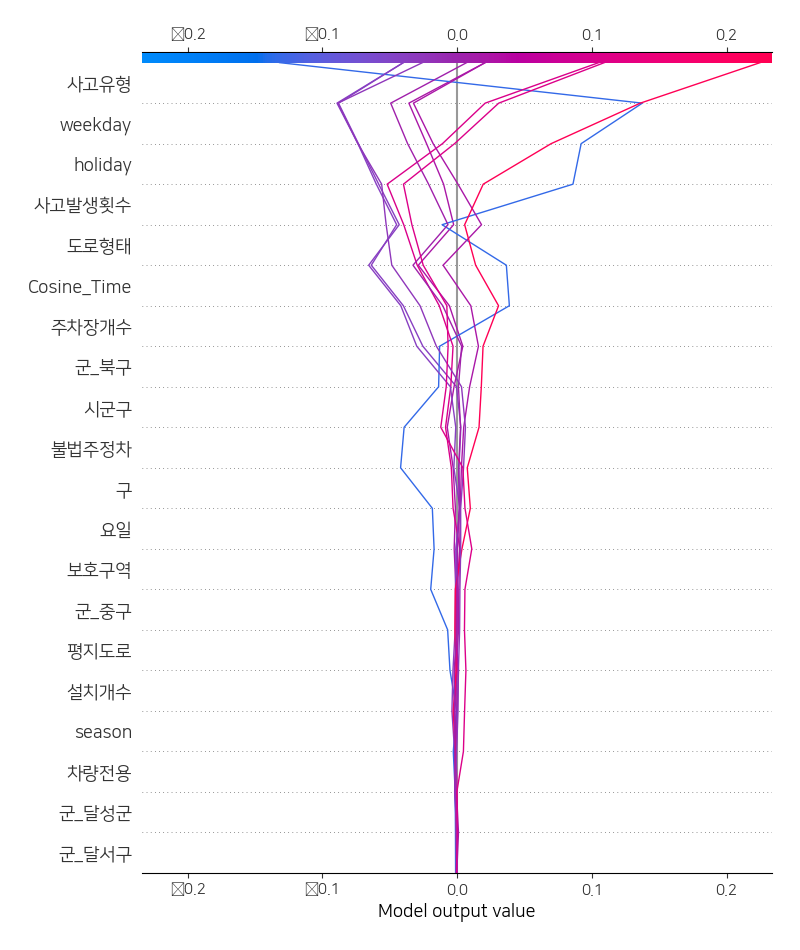 ▯0.2 ▯0.1 0.0 0.1 0.2
사고유형
weekday
holiday
사고발생횟수
도로형태
Cosine_Time
주차장개수
군_북구
시군구
불법주정차
구
요일
보호구역
군_중구
평지도로
설치개수
season
차량전용
군_달성군
군_달서구
▯0.2 ▯0.1 0.0 0.1 0.2
Model output value